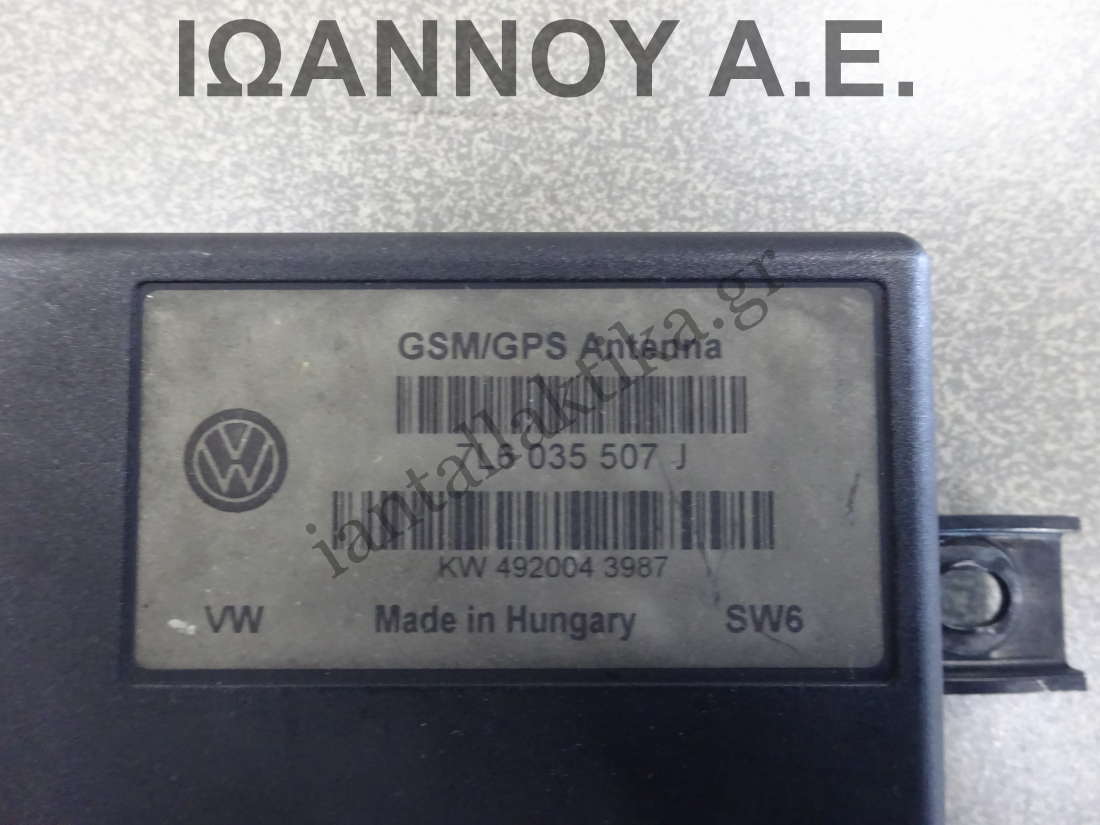 ΙΩΑΝΝΟΥ Α.Ε.
GSM/GPS Antenna
7L6 035 507 J
KW 492004 3987
VW Made in Hungary SW6
iantallaktika.gr